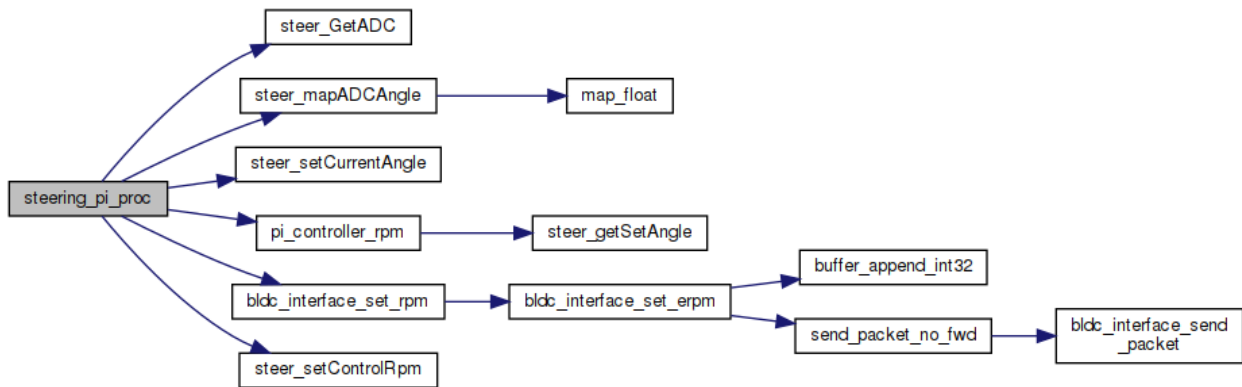 steer_GetADC
steer_mapADCAngle
map_float
steer_setCurrentAngle
steering_pi_proc
pi_controller_rpm
steer_getSetAngle
buffer_append_int32
bldc_interface_set_rpm
bldc_interface_set_erpm
send_packet_no_fwd
bldc_interface_send
_packet
steer_setControlRpm